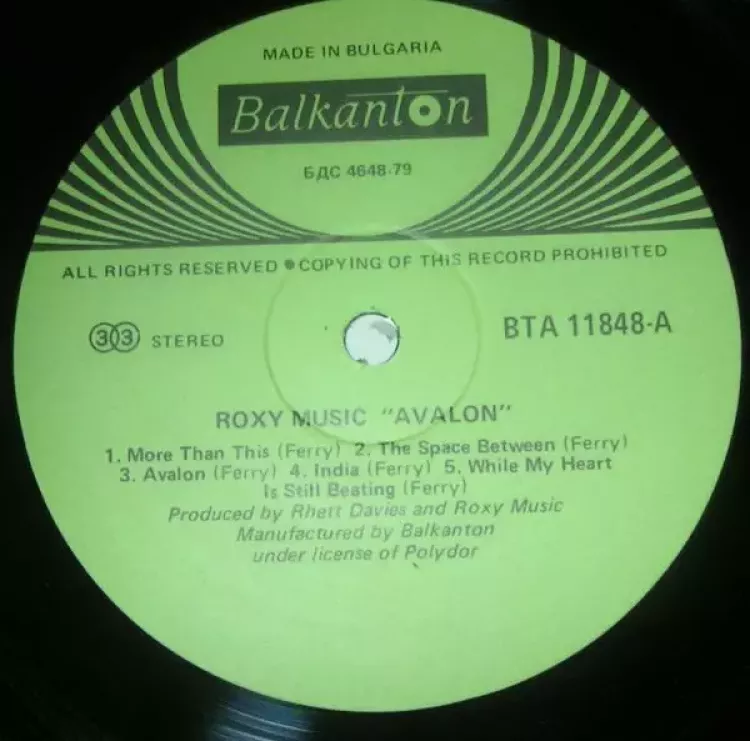 MADE IN BULGARIA
Balkanton
БДС 4648-79
ALL RIGHTS RESERVED ● COPYING OF THIS RECORD PROHIBITED
33 STEREO
BTA 11848-A
ROXY MUSIC "AVALON"
1. More Than This (Ferry) 2. The Space Between (Ferry)
3. Avalon (Ferry) 4. India (Ferry) 5. While My Heart
Is Still Beating (Ferry)
Produced by Rhett Davies and Roxy Music
Manufactured by Balkanton
under license of Polydor